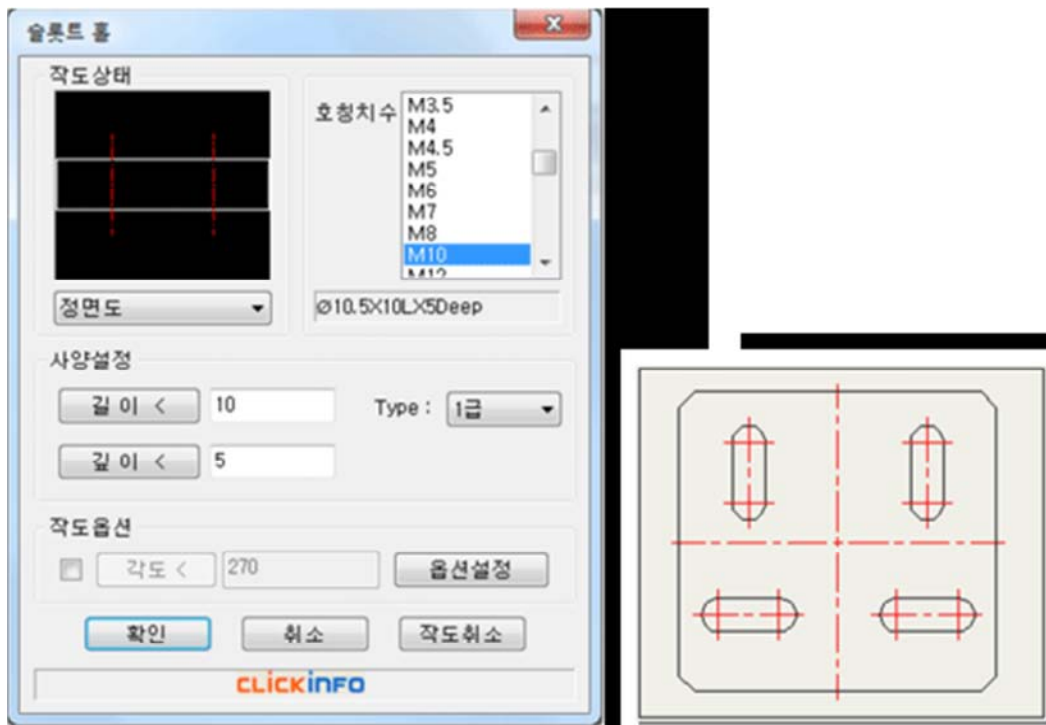 슬롯트 홀
작도상태
호칭치수
M3.5
M4
M4.5
M5
M6
M7
M8
M10
M12
정면도
Ø10.5X10LX5Deep
사양설정
길 이 < 10 Type : 1급
깊 이 < 5
작도옵션
각도 < 270 옵션설정
확인 취소 작도취소
CLICKINFO